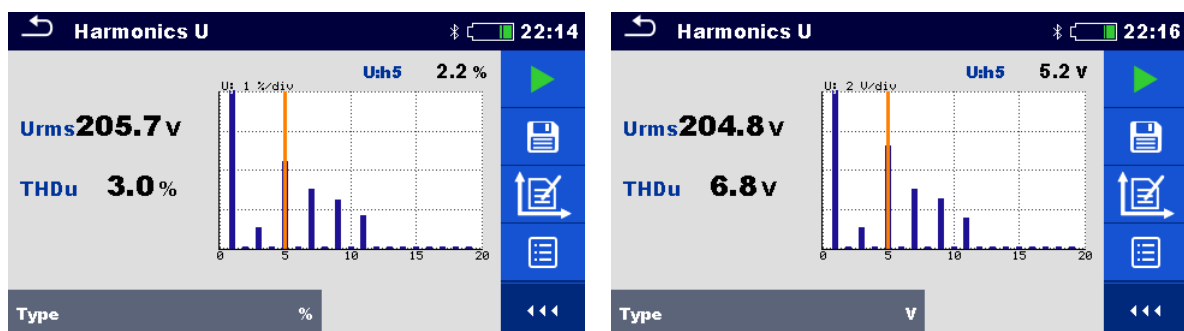 Harmonics U
22:14
U:h5 2.2 %
U: 1 %/div
Urms 205.7 V
THDu 3.0 %
0 5 10 15 20
Type %
Harmonics U
22:16
U:h5 5.2 V
U: 2 V/div
Urms 204.8 V
THDu 6.8 V
0 5 10 15 20
Type V